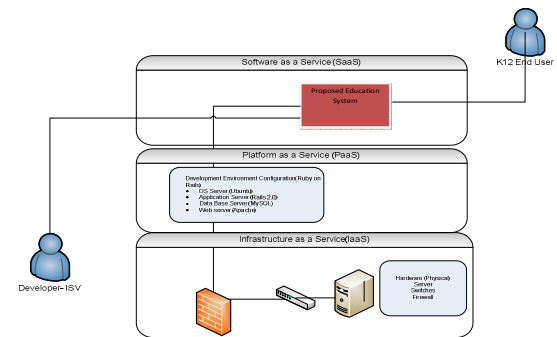 K12 End User
Software as a Service (SaaS)
Proposed Education
System
Platform as a Service (PaaS)
Development Environment Configuration(Ruby on
Rails)
• OS Server (Ubuntu)
• Application Server (Rails 2.0)
• Data Base Server (MySQL)
• Web server (Apache)
Infrastructure as a Service(IaaS)
Developer-ISV
Hardware (Physical)
Server
Switches
Firewall